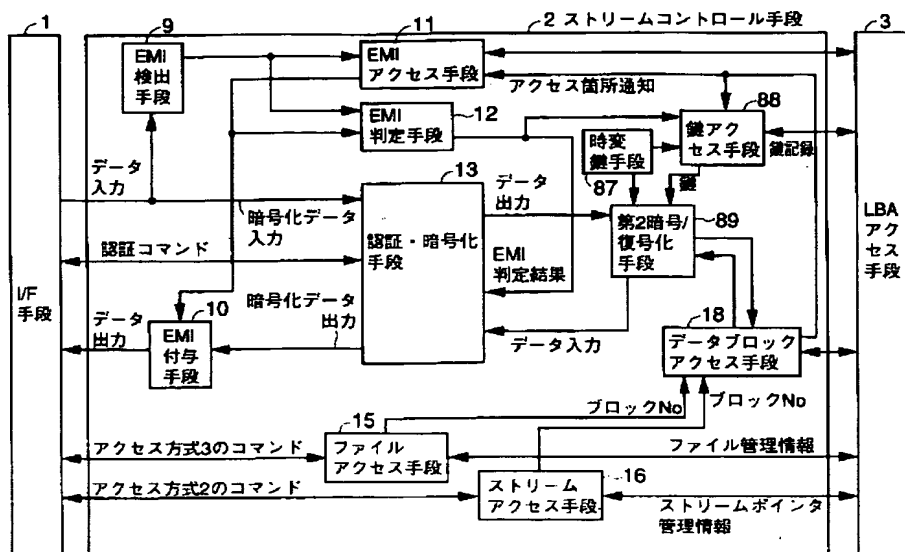 1
2 ストリームコントロール手段
3
9
EMI
検出
手段
11
EMI
アクセス手段
アクセス箇所通知
12
EMI
判定手段
88
鍵アク
セス手段
鍵記録
時変
鍵手段
87
鍵
データ
入力
13
データ
出力
暗号化データ
入力
認証・暗号化
手段
第2暗号/
復号化
手段
89
LBA
アク
セス
手段
認証コマンド
EMI
判定結果
I/F
手段
10
暗号化データ
出力
データ
出力
EMI
付与
手段
データ入力
18
データブロック
アクセス手段
ブロックNo
ブロックNo
15
アクセス方式3のコマンド
ファイル
アクセス手段
ファイル管理情報
16
アクセス方式2のコマンド
ストリーム
アクセス手段
ストリームポインタ
管理情報